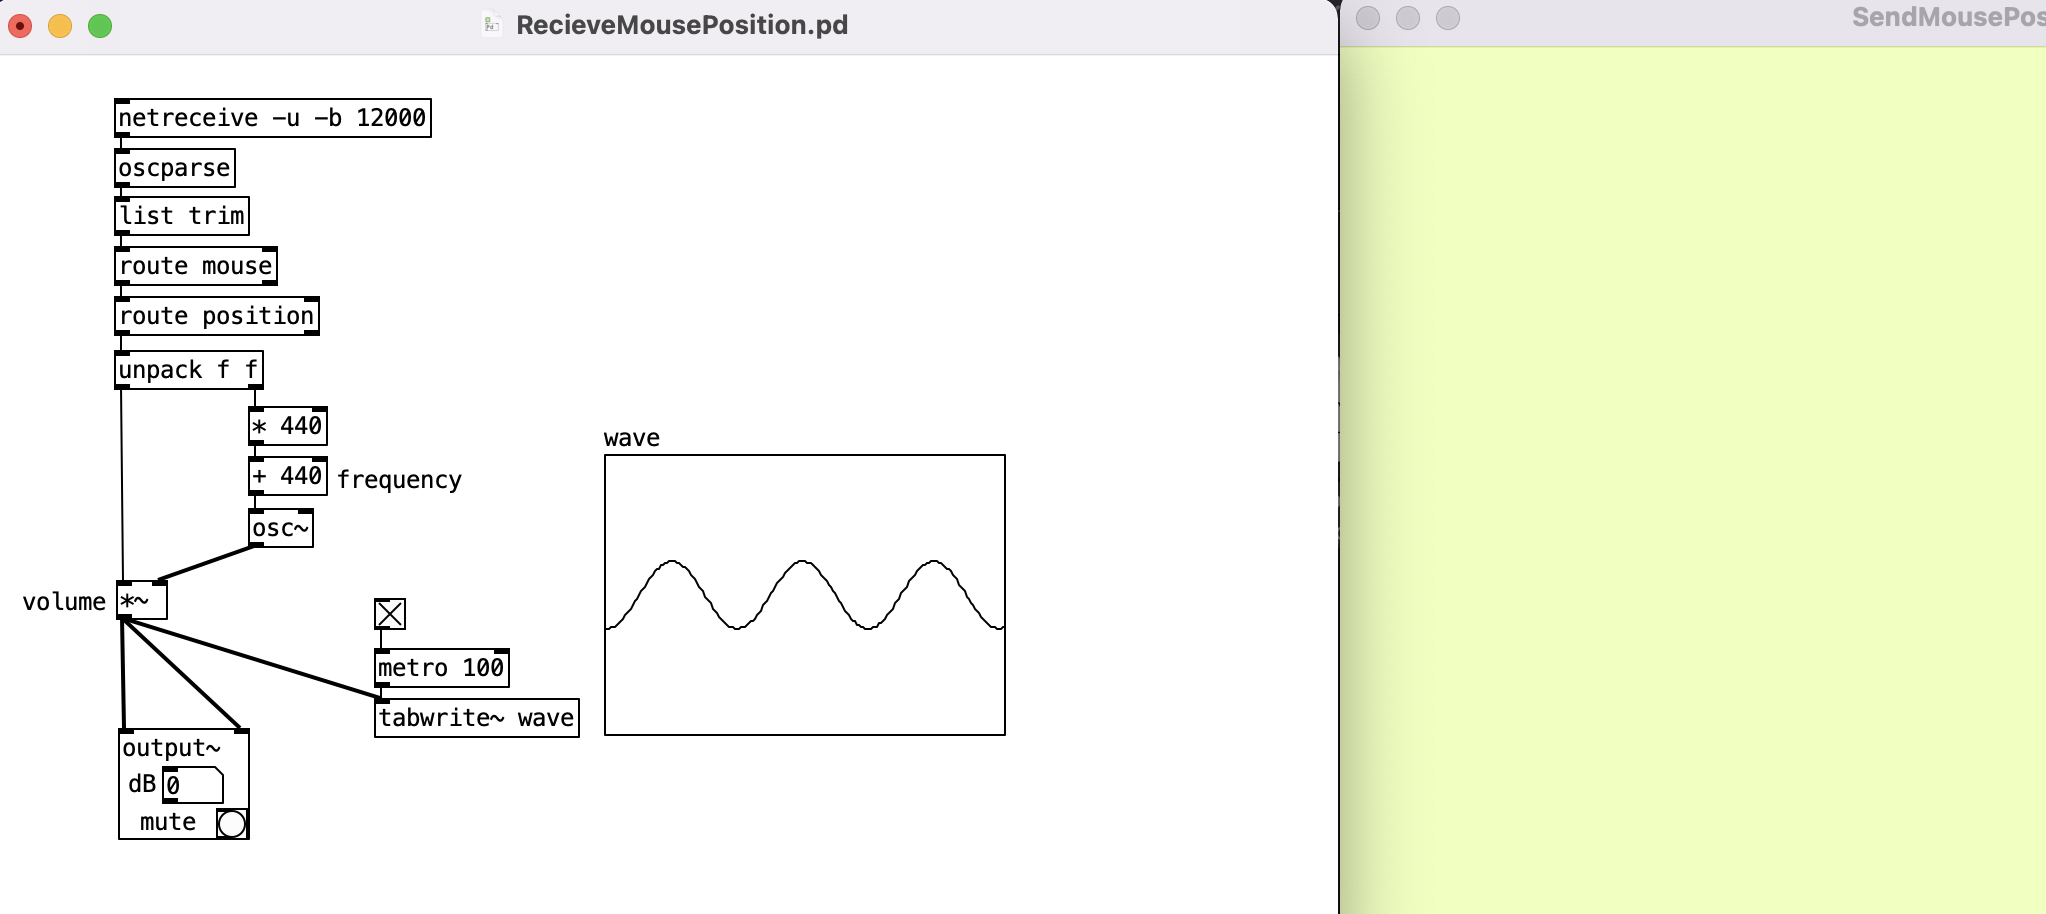 RecieveMousePosition.pd
SendMousePos
netreceive -u -b 12000
oscparse
list trim
route mouse
route position
unpack f f
* 440
+ 440
frequency
osc~
volume
*~
metro 100
tabwrite~ wave
wave
output~
dB 0
mute